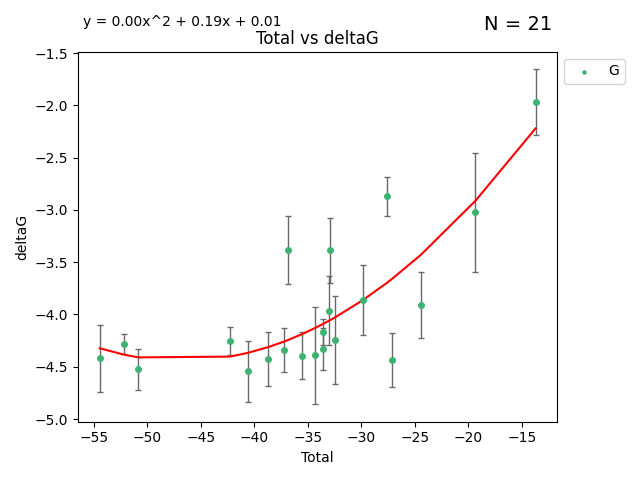 y = 0.00x^2 + 0.19x + 0.01
N = 21
Total vs deltaG
G
−1.5
−2.0
−2.5
−3.0
−3.5
−4.0
−4.5
−5.0
deltaG
−55 −50 −45 −40 −35 −30 −25 −20 −15
Total